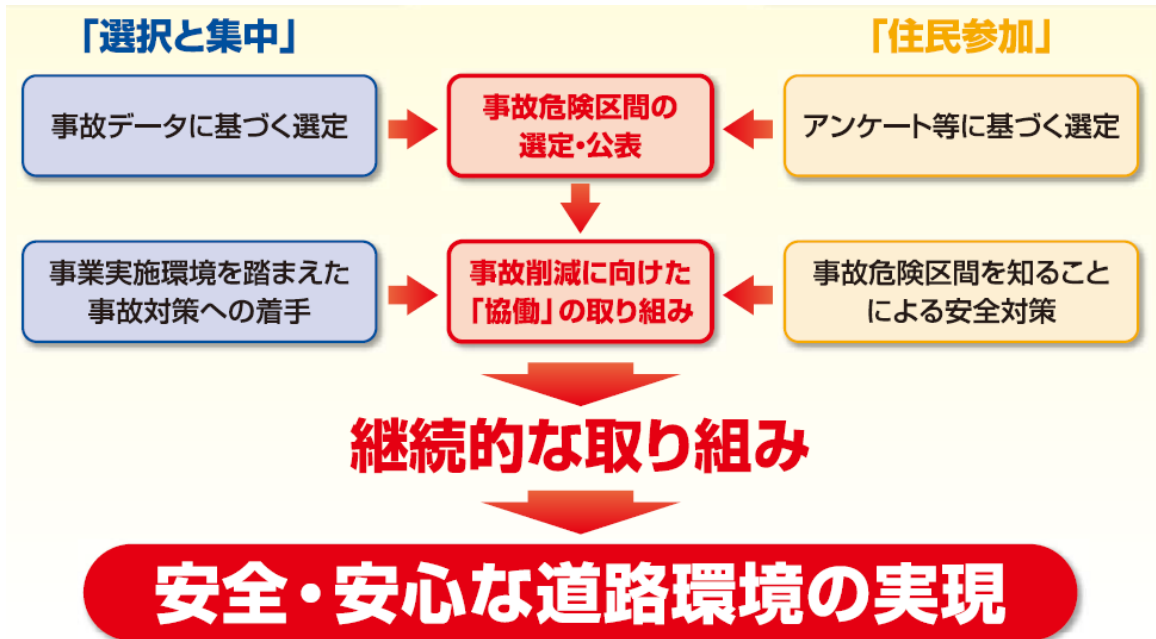 「選択と集中」
「住民参加」
事故データに基づく選定
事故危険区間の
選定・公表
アンケート等に基づく選定
事業実施環境を踏まえた
事故対策への着手
事故削減に向けた
「協働」の取り組み
事故危険区間を知ること
による安全対策
継続的な取り組み
安全・安心な道路環境の実現